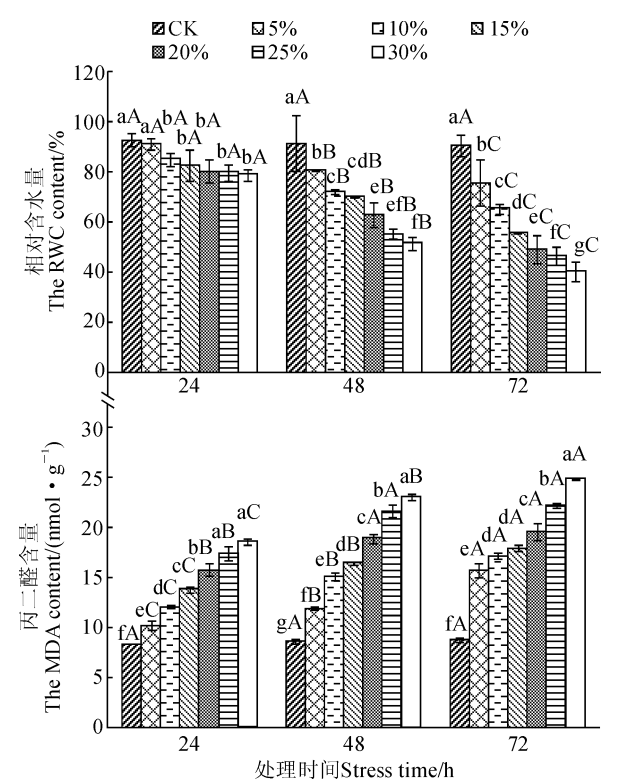 CK 5% 10% 15%
20% 25% 30%
相对含水量
The RWC content/%
120
100
80
60
40
20
0
aA aA bA bA bA bA bA
aA bB cB cdB eB efB fB
aA bC cC dC eC fC gC
24 48 72
丙二醛含量
The MDA content/(nmol·g⁻¹)
30
25
20
15
10
5
0
fA eC dC cC bB aB aC
gA fB eB dB cA bA aB
fA eA dA dA cA bA aA
24 48 72
处理时间Stress time/h